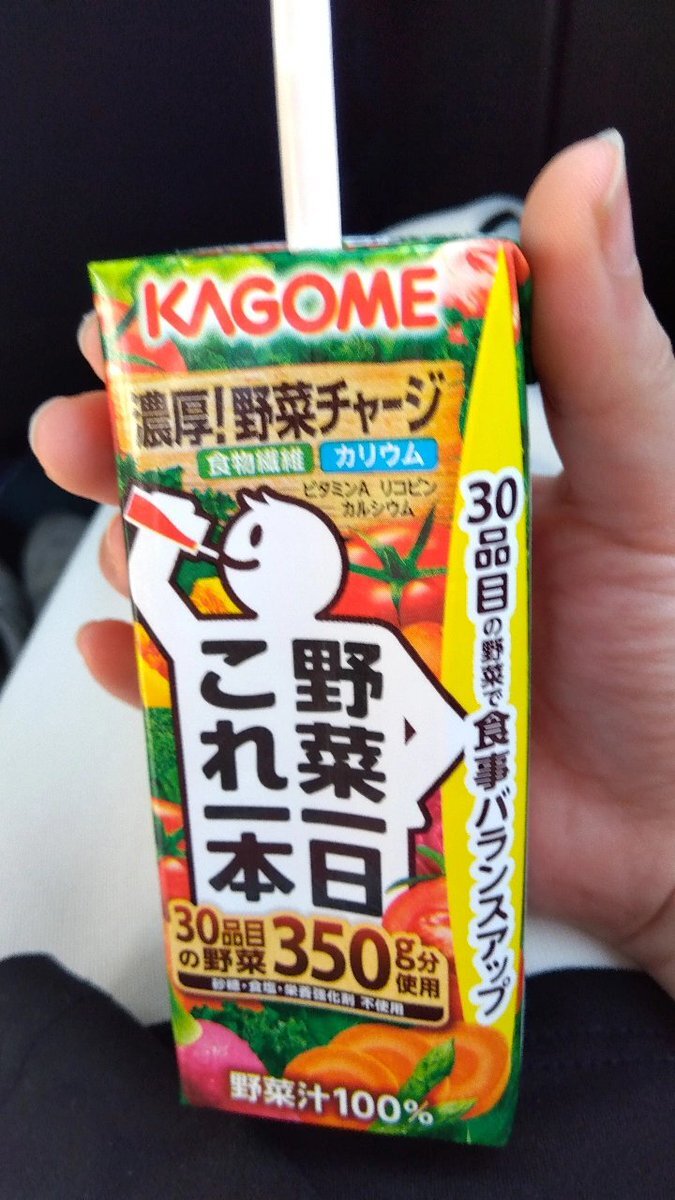 KAGOME
濃厚!野菜チャージ
食物繊維 カリウム
ビタミンA リコピン
カルシウム
野菜一日
これ一本
30品目の野菜で食事バランスアップ
30品目
の野菜
350g分
使用
砂糖・食塩・栄養強化剤 不使用
野菜汁100%